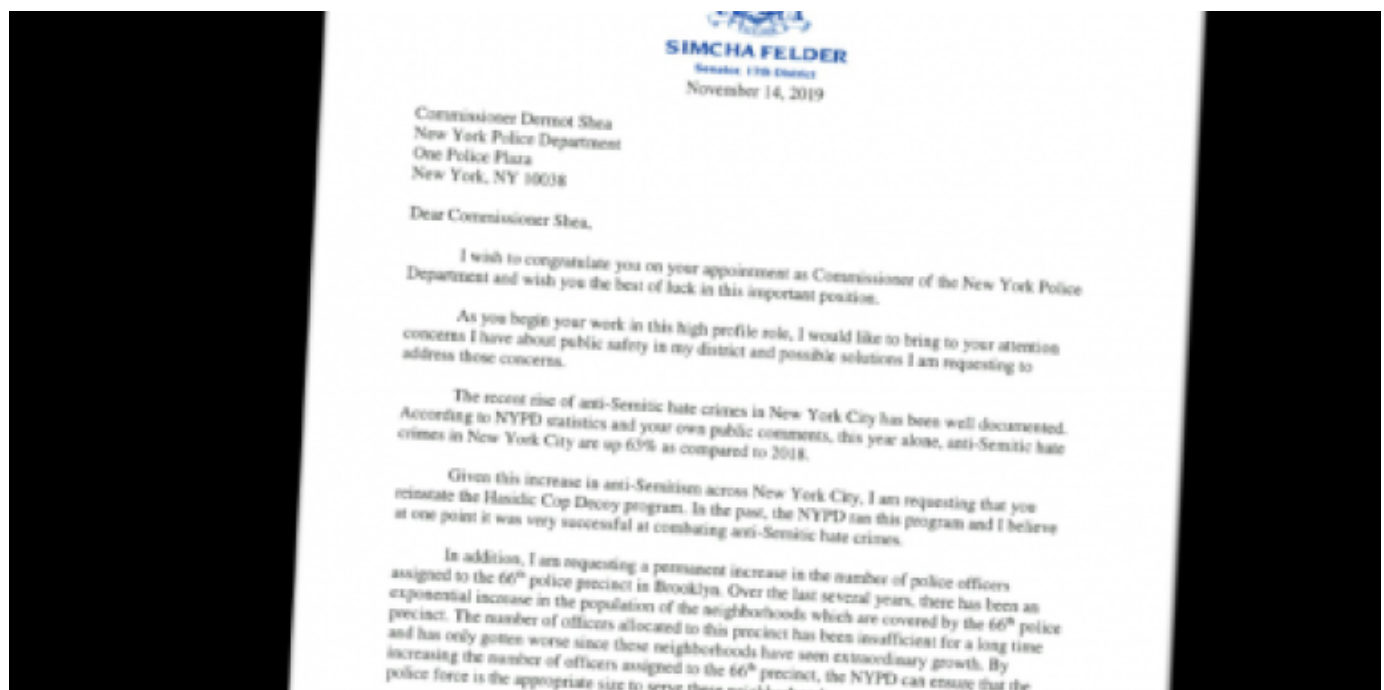 SIMCHA FELDER
Senator, 17th District
November 14, 2019
Commissioner Dermot Shea
New York Police Department
One Police Plaza
New York, NY 10038
Dear Commissioner Shea,
I wish to congratulate you on your appointment as Commissioner of the New York Police
Department and wish you the best of luck in this important position.
As you begin your work in this high profile role, I would like to bring to your attention
concerns I have about public safety in my district and possible solutions I am requesting to
address those concerns.
The recent rise of anti-Semitic hate crimes in New York City has been well documented.
According to NYPD statistics and your own public comments, this year alone, anti-Semitic hate
crimes in New York City are up 63% as compared to 2018.
Given this increase in anti-Semitism across New York City, I am requesting that you
reinstate the Hasidic Cop Decoy program. In the past, the NYPD ran this program and I believe
at one point it was very successful at combating anti-Semitic hate crimes.
In addition, I am requesting a permanent increase in the number of police officers
assigned to the 66th police precinct in Brooklyn. Over the last several years, there has been an
exponential increase in the population of the neighborhoods which are covered by the 66th police
precinct. The number of officers allocated to this precinct has been insufficient for a long time
and has only gotten worse since these neighborhoods have seen extraordinary growth. By
increasing the number of officers assigned to the 66th precinct, the NYPD can ensure that the
police force is the appropriate size to serve these